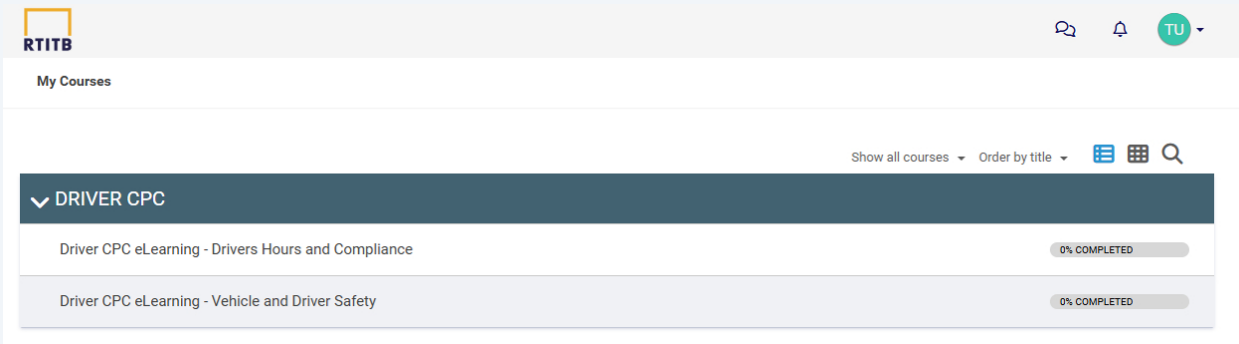 RTITB
TU
My Courses
Show all courses Order by title
DRIVER CPC
Driver CPC eLearning - Drivers Hours and Compliance 0% COMPLETED
Driver CPC eLearning - Vehicle and Driver Safety 0% COMPLETED